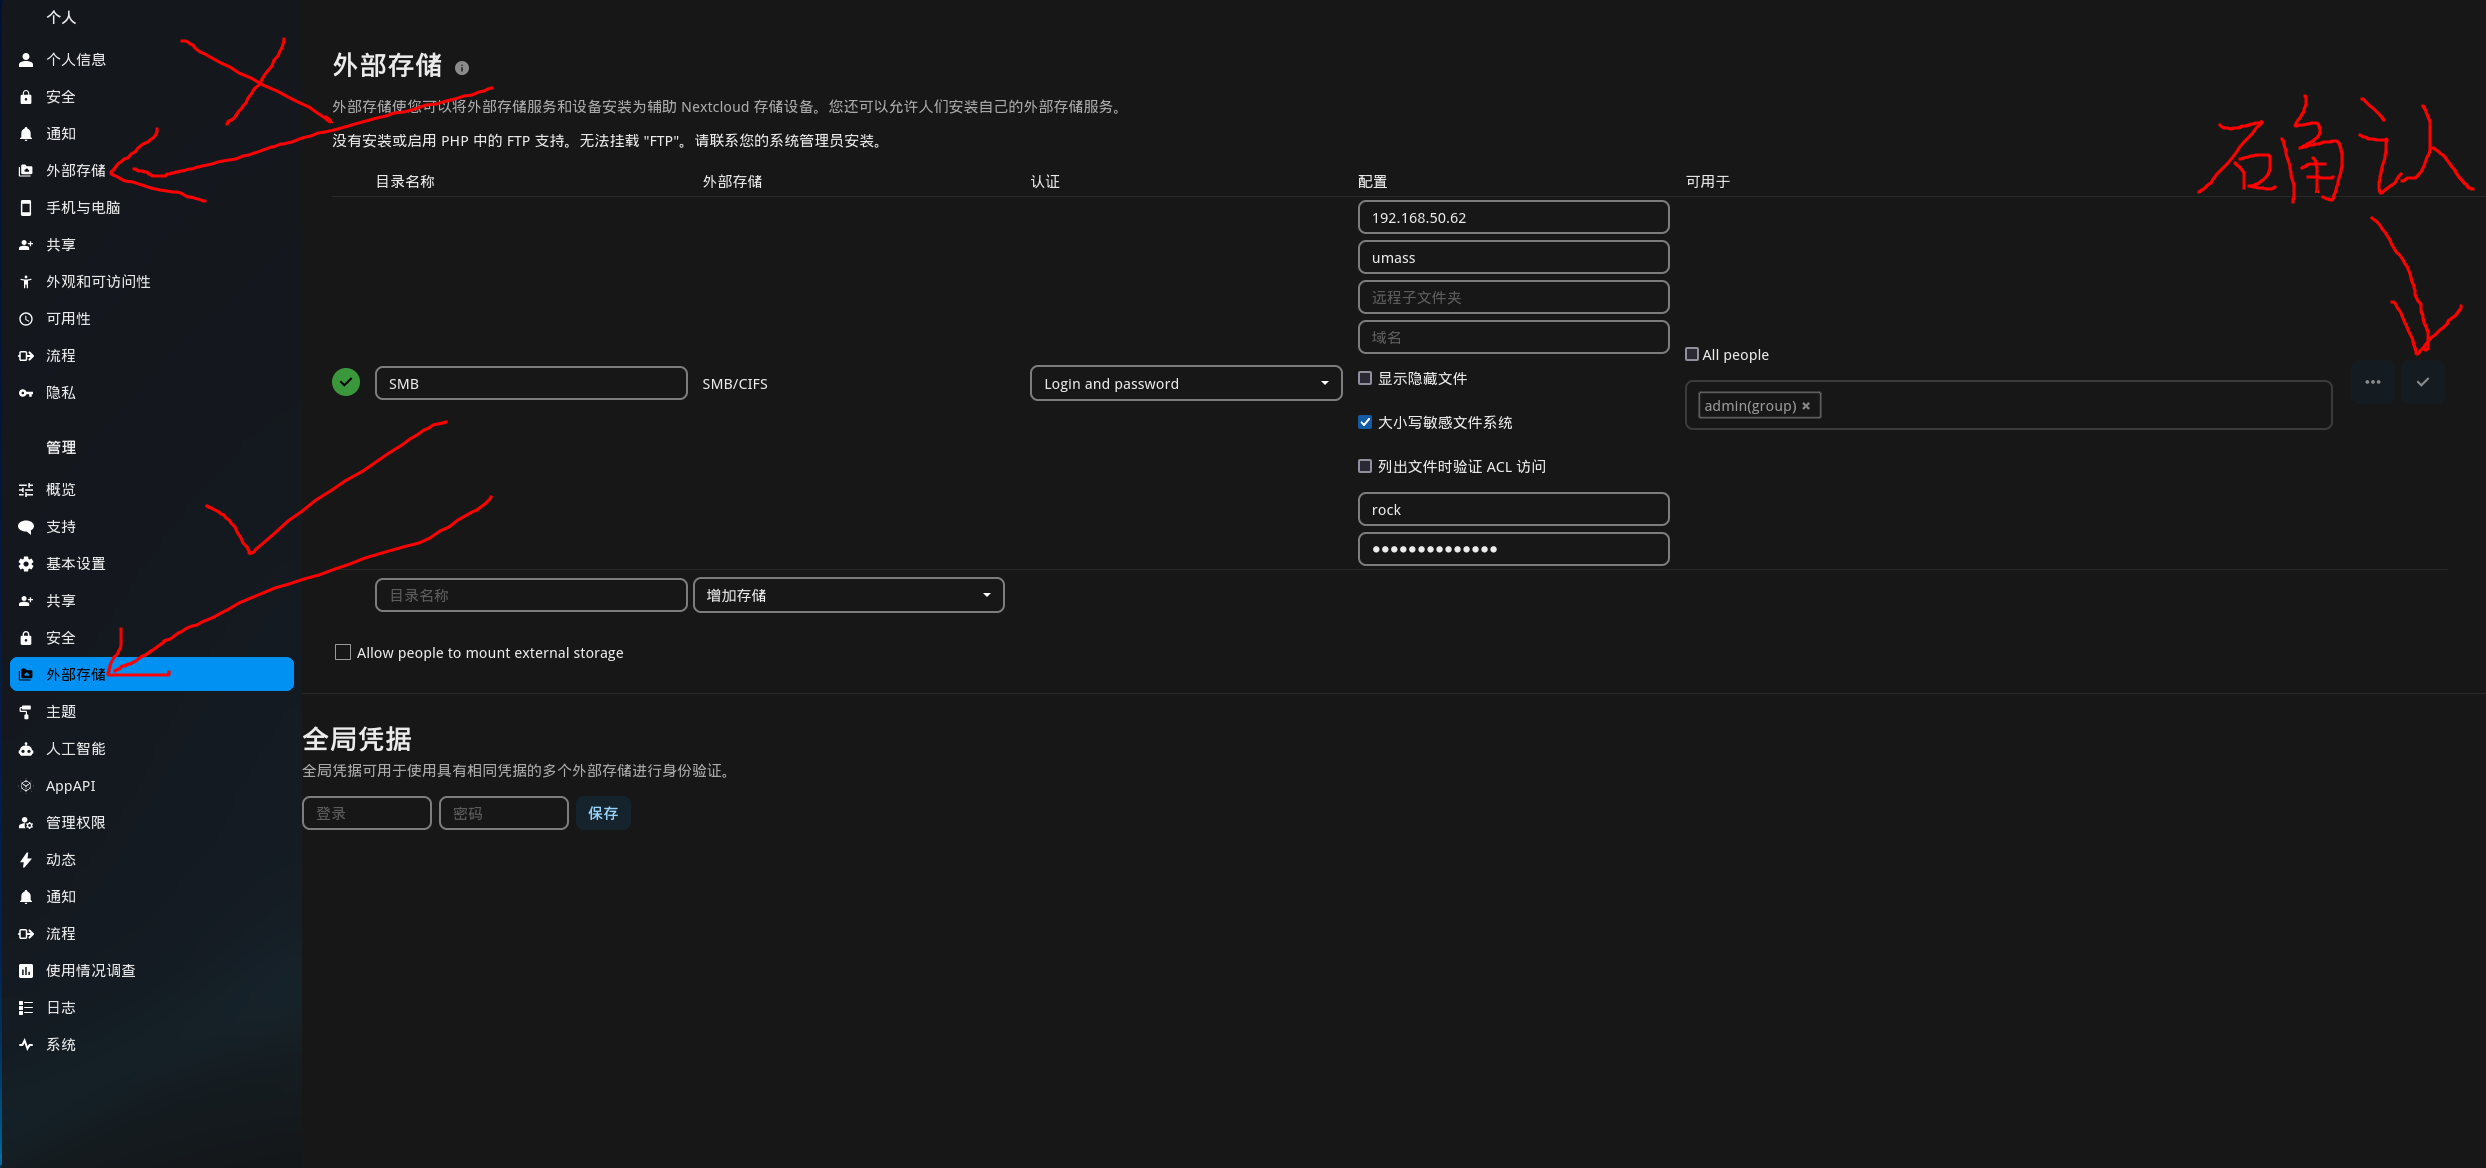 个人
个人信息
安全
通知
外部存储
手机与电脑
共享
外观和可访问性
可用性
流程
隐私
管理
概览
支持
基本设置
共享
安全
外部存储
主题
人工智能
AppAPI
管理权限
动态
通知
流程
使用情况调查
日志
系统
外部存储
外部存储使您可以将外部存储服务和设备安装为辅助 Nextcloud 存储设备。您还可以允许人们安装自己的外部存储服务。
没有安装或启用 PHP 中的 FTP 支持。无法挂载 "FTP"。请联系您的系统管理员安装。
确认
目录名称 外部存储 认证 配置 可用于
192.168.50.62
umass
远程子文件夹
域名
All people
显示隐藏文件
SMB SMB/CIFS Login and password
admin(group) ×
大小写敏感文件系统
列出文件时验证 ACL 访问
rock
••••••••••••••
目录名称 增加存储
Allow people to mount external storage
全局凭据
全局凭据可用于使用具有相同凭据的多个外部存储进行身份验证。
登录 密码 保存